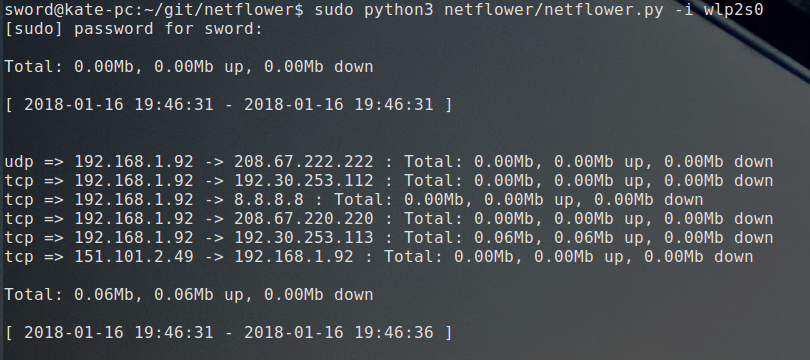 sword@kate-pc:~/git/netflower$ sudo python3 netflower/netflower.py -i wlp2s0
[sudo] password for sword:
Total: 0.00Mb, 0.00Mb up, 0.00Mb down
[ 2018-01-16 19:46:31 - 2018-01-16 19:46:31 ]
udp => 192.168.1.92 -> 208.67.222.222 : Total: 0.00Mb, 0.00Mb up, 0.00Mb down
tcp => 192.168.1.92 -> 192.30.253.112 : Total: 0.00Mb, 0.00Mb up, 0.00Mb down
tcp => 192.168.1.92 -> 8.8.8.8 : Total: 0.00Mb, 0.00Mb up, 0.00Mb down
tcp => 192.168.1.92 -> 208.67.220.220 : Total: 0.00Mb, 0.00Mb up, 0.00Mb down
tcp => 192.168.1.92 -> 192.30.253.113 : Total: 0.06Mb, 0.06Mb up, 0.00Mb down
tcp => 151.101.2.49 -> 192.168.1.92 : Total: 0.00Mb, 0.00Mb up, 0.00Mb down
Total: 0.06Mb, 0.06Mb up, 0.00Mb down
[ 2018-01-16 19:46:31 - 2018-01-16 19:46:36 ]